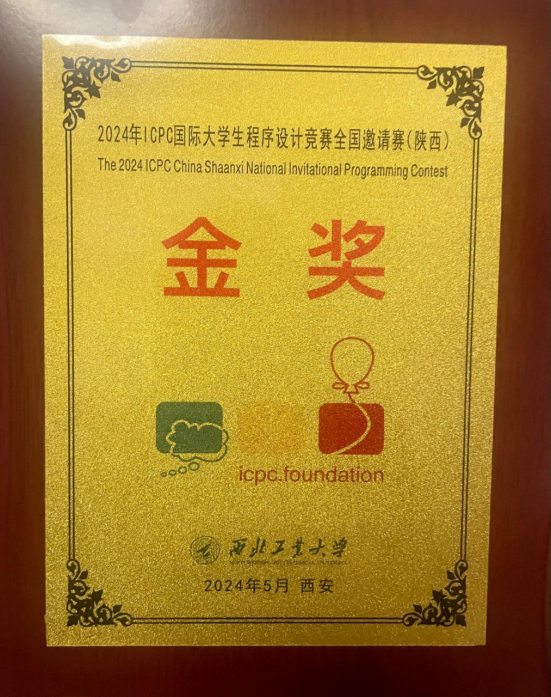 2024年ICPC国际大学生程序设计竞赛全国邀请赛(陕西)
The 2024 ICPC China Shaanxi National Invitational Programming Contest
金 奖
icpc.foundation
西北工业大学
2024年5月 西安